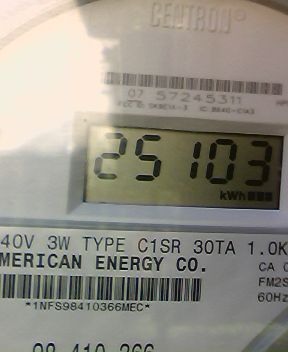 CENTRON®
07 57245311
25103
kWh
40V 3W TYPE C1SR 30TA 1.0K
MERICAN ENERGY CO.
CA 0
FM2S
60Hz
*1NFS98410366MEC*